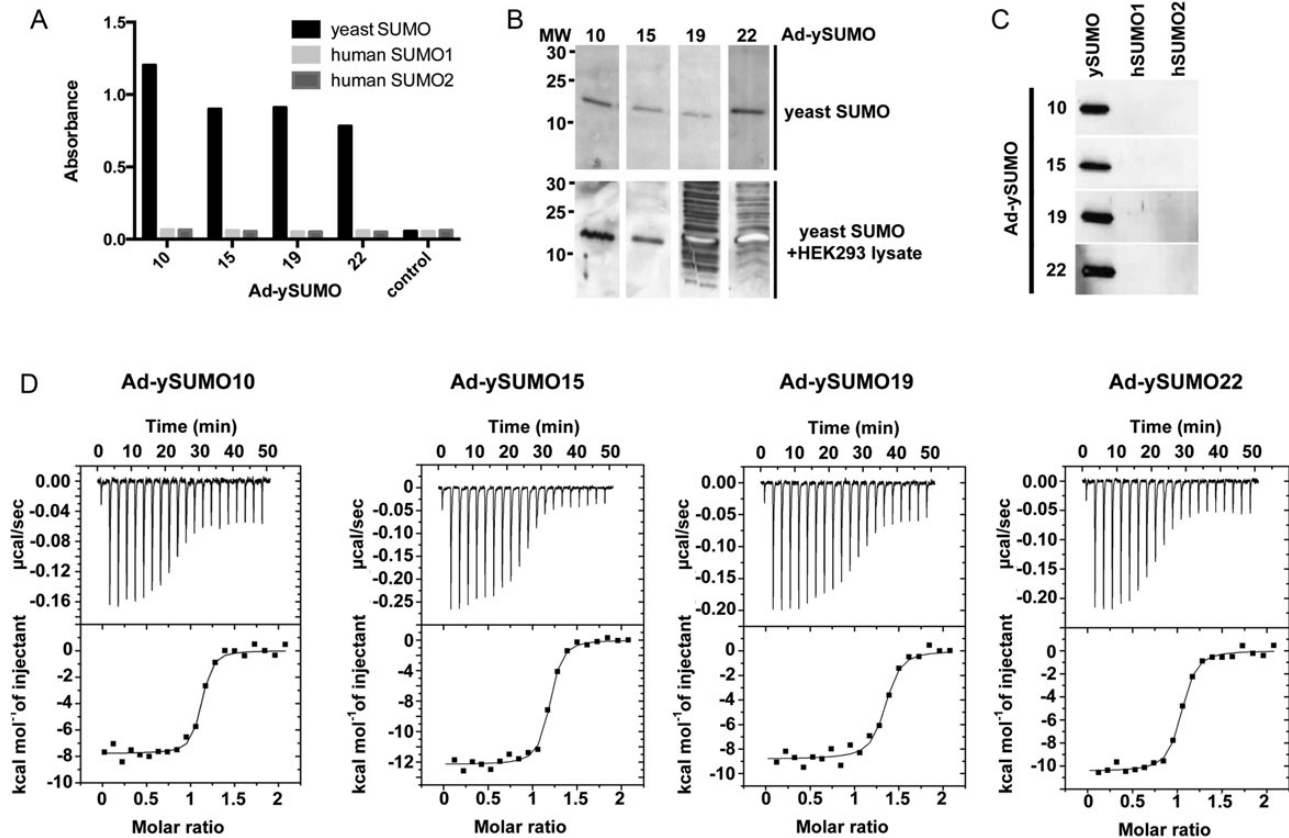 A
1.5
1.0
0.5
0.0
Absorbance
yeast SUMO
human SUMO1
human SUMO2
10
15
19
22
control
Ad-ySUMO
B
MW 10 15 19 22 Ad-ySUMO
30
25
10
yeast SUMO
30
25
10
yeast SUMO
+HEK293 lysate
C
ySUMO
hSUMO1
hSUMO2
Ad-ySUMO
10
15
19
22
D
Ad-ySUMO10
Time (min)
0 10 20 30 40 50
µcal/sec
0.00
-0.04
-0.08
-0.12
-0.16
kcal mol⁻¹of injectant
0
-2
-4
-6
-8
-10
0 0.5 1 1.5 2
Molar ratio
Ad-ySUMO15
Time (min)
0 10 20 30 40 50
µcal/sec
0.00
-0.05
-0.10
-0.15
-0.20
-0.25
kcal mol⁻¹of injectant
0
-2
-4
-6
-8
-10
-12
0 0.5 1 1.5 2
Molar ratio
Ad-ySUMO19
Time (min)
0 10 20 30 40 50
µcal/sec
0.00
-0.05
-0.10
-0.15
-0.20
kcal mol⁻¹of injectant
0
-2
-4
-6
-8
0 0.5 1 1.5 2
Molar ratio
Ad-ySUMO22
Time (min)
0 10 20 30 40 50
µcal/sec
0.00
-0.05
-0.10
-0.15
-0.20
kcal mol⁻¹of injectant
0
-2
-4
-6
-8
-10
0 0.5 1 1.5 2
Molar ratio